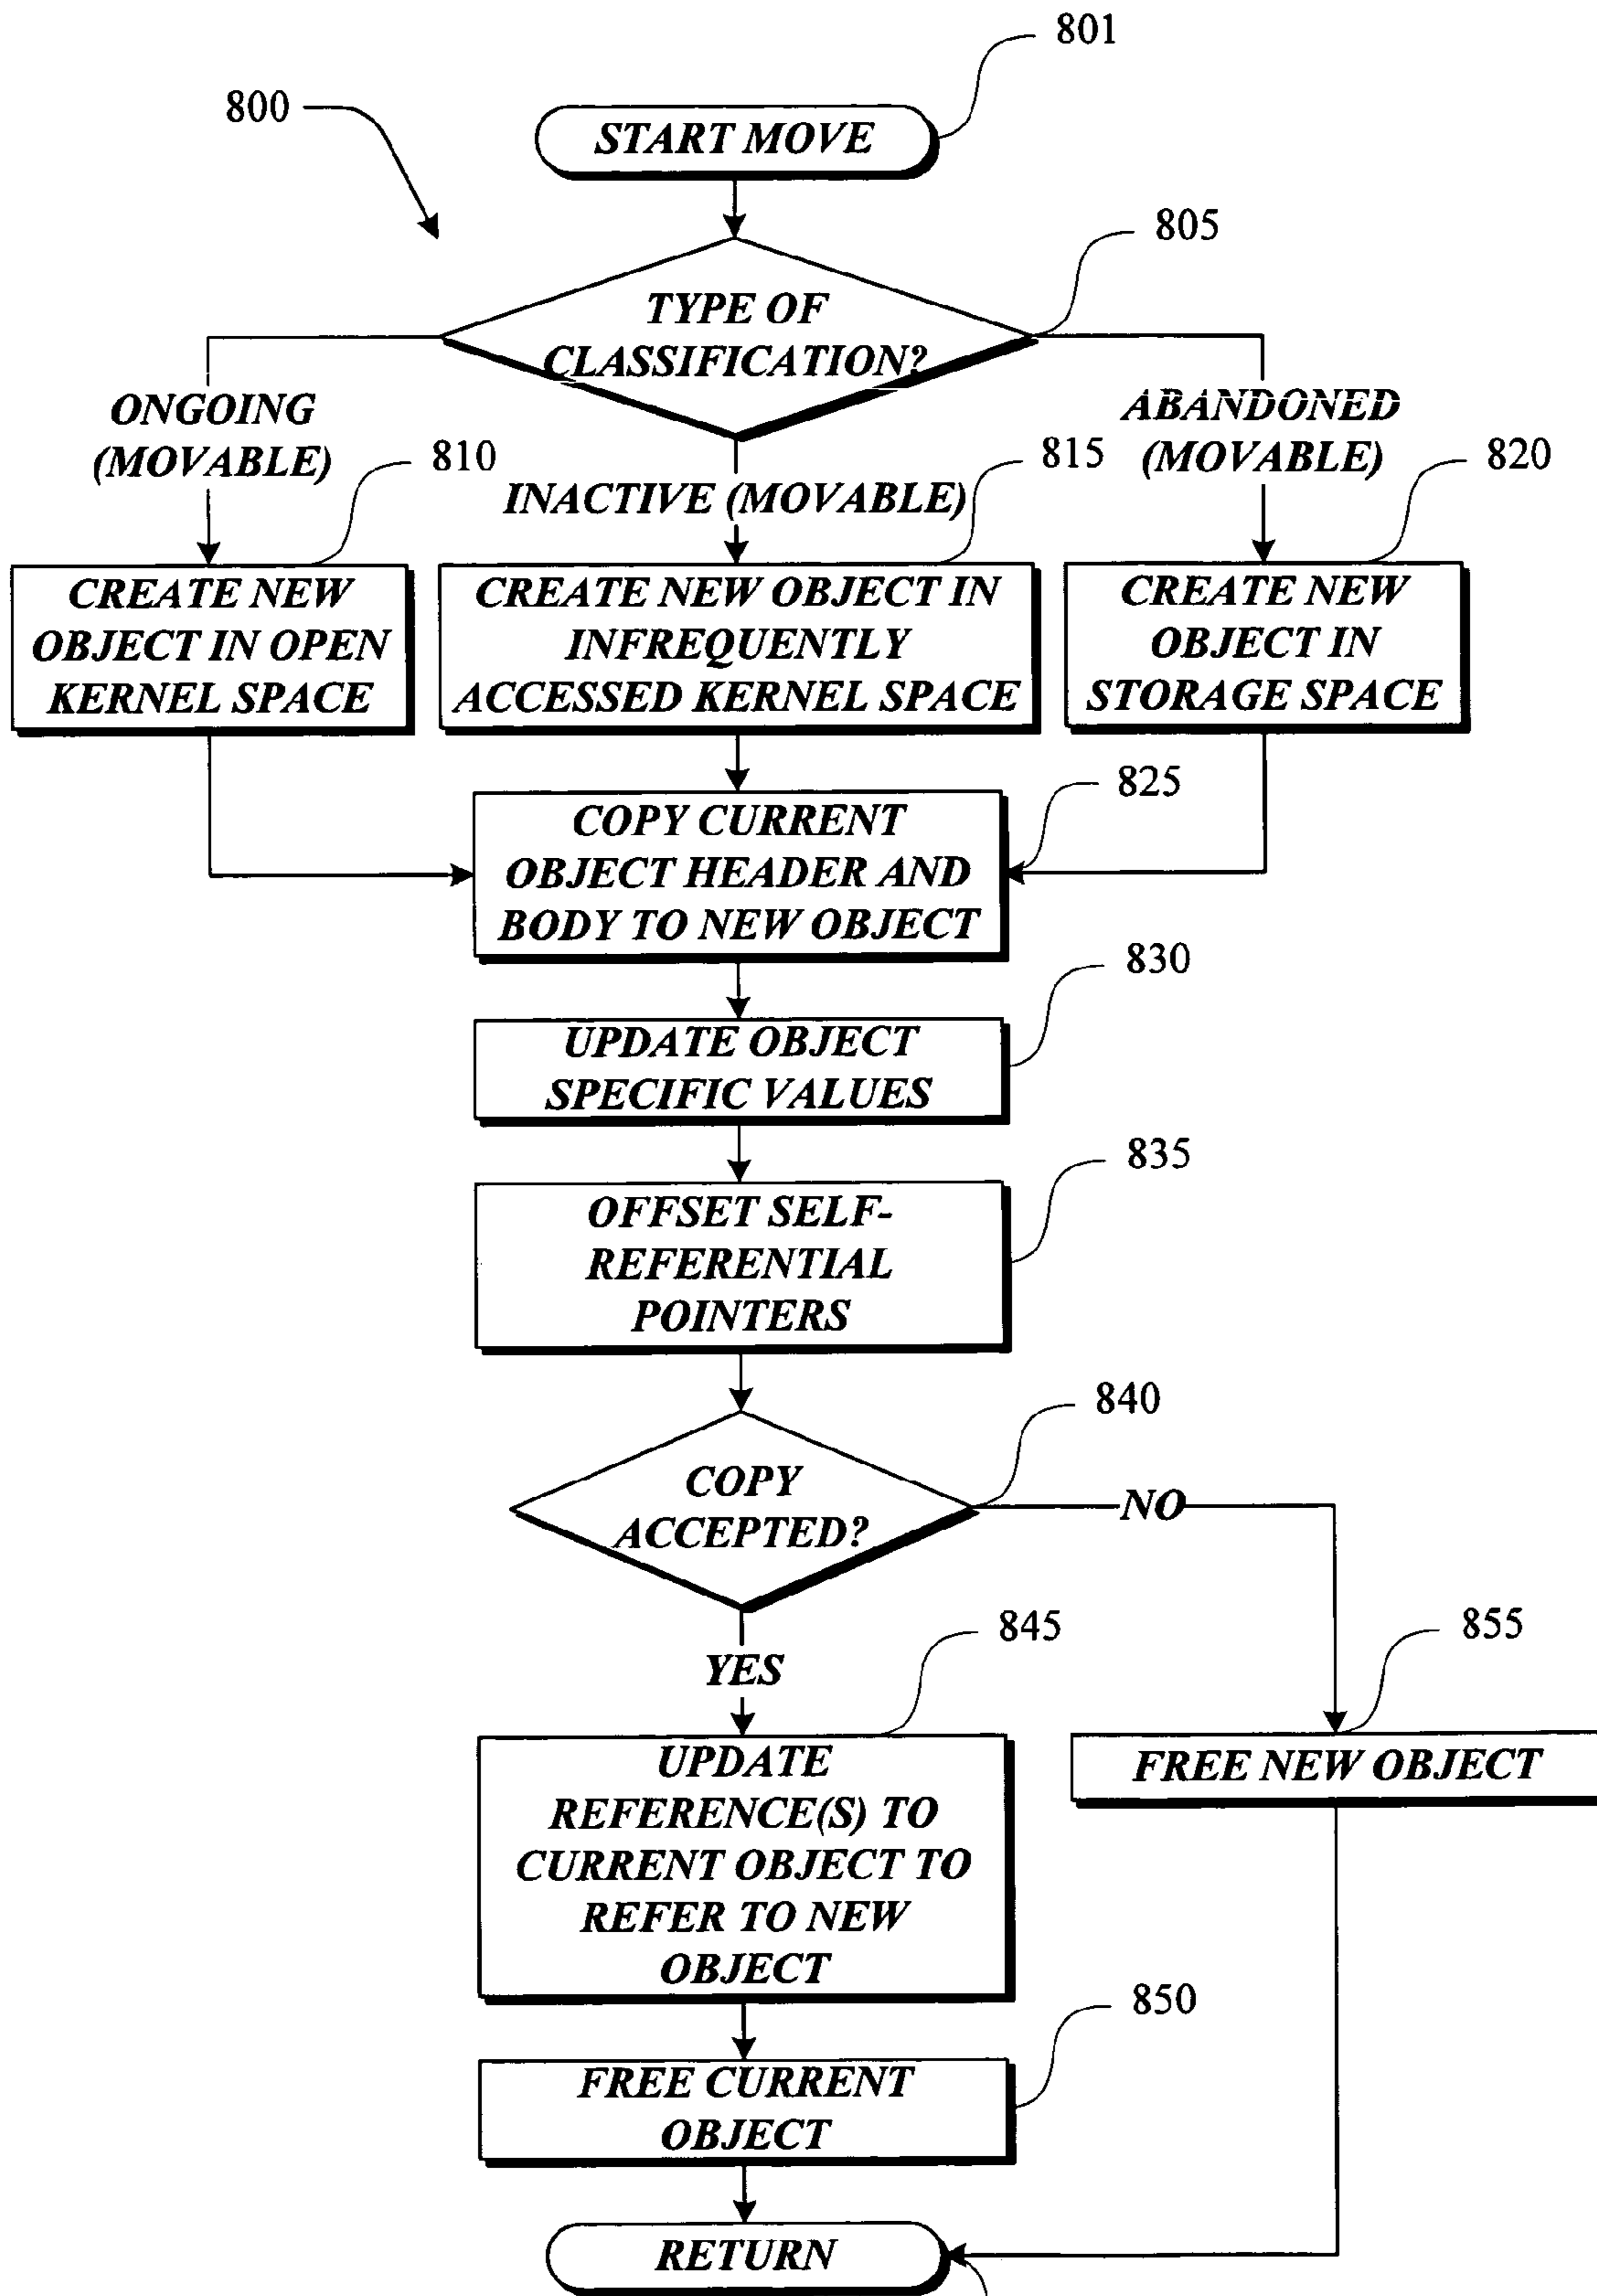 801
800
START MOVE
805
TYPE OF
CLASSIFICATION?
ONGOING
(MOVABLE)
810
INACTIVE (MOVABLE)
815
ABANDONED
(MOVABLE)
820
CREATE NEW
OBJECT IN OPEN
KERNEL SPACE
CREATE NEW OBJECT IN
INFREQUENTLY
ACCESSED KERNEL SPACE
CREATE NEW
OBJECT IN
STORAGE SPACE
825
COPY CURRENT
OBJECT HEADER AND
BODY TO NEW OBJECT
830
UPDATE OBJECT
SPECIFIC VALUES
835
OFFSET SELF-
REFERENTIAL
POINTERS
840
COPY
ACCEPTED?
NO
YES
845
855
UPDATE
REFERENCE(S) TO
CURRENT OBJECT TO
REFER TO NEW
OBJECT
FREE NEW OBJECT
850
FREE CURRENT
OBJECT
RETURN